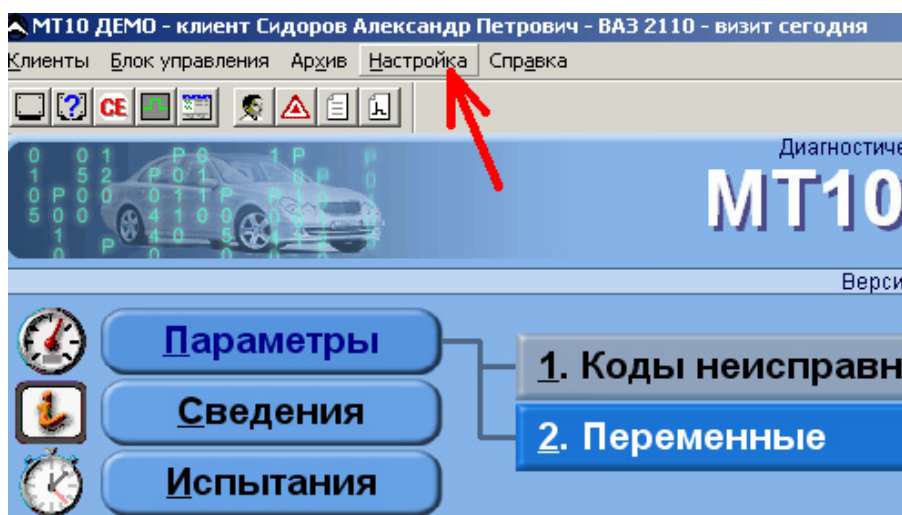 МТ10 ДЕМО - клиент Сидоров Александр Петрович - ВАЗ 2110 - визит сегодня
Клиенты Блок управления Архив Настройка Справка
CE
Диагностиче
МТ10
Верси
Параметры
1. Коды неисправн
Сведения
2. Переменные
Испытания